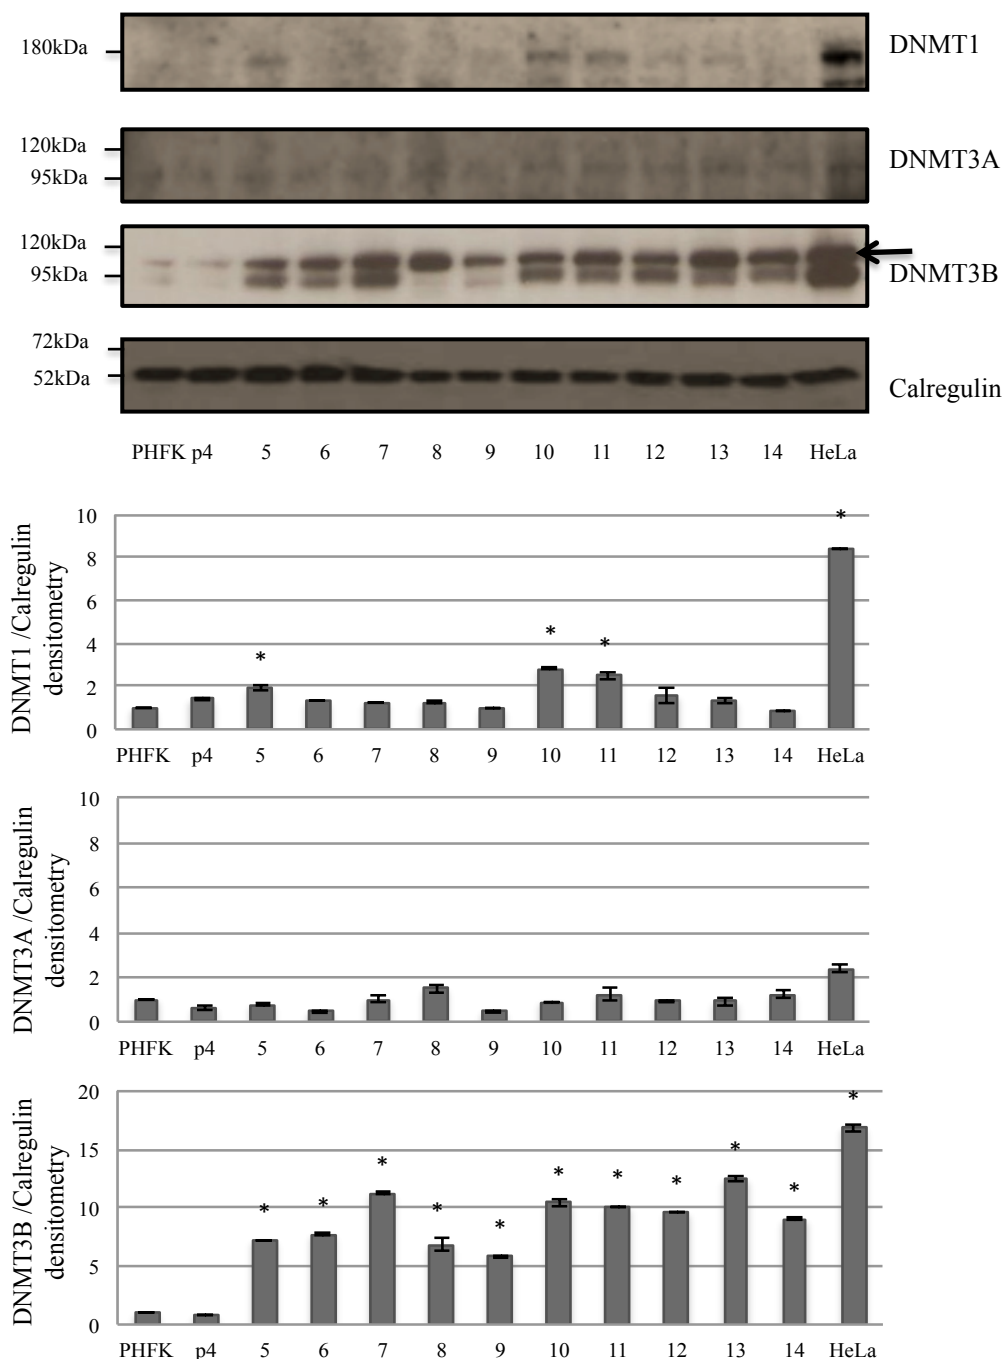 180kDa
DNMT1
120kDa
95kDa
DNMT3A
120kDa
95kDa
DNMT3B
72kDa
52kDa
Calregulin
PHFK p4 5 6 7 8 9 10 11 12 13 14 HeLa
DNMT1 /Calregulin
densitometry
10
8
6
4
2
0
* * * *
PHFK p4 5 6 7 8 9 10 11 12 13 14 HeLa
DNMT3A /Calregulin
densitometry
10
8
6
4
2
0
PHFK p4 5 6 7 8 9 10 11 12 13 14 HeLa
DNMT3B /Calregulin
densitometry
20
15
10
5
0
* * * * * * * * * * *
PHFK p4 5 6 7 8 9 10 11 12 13 14 HeLa